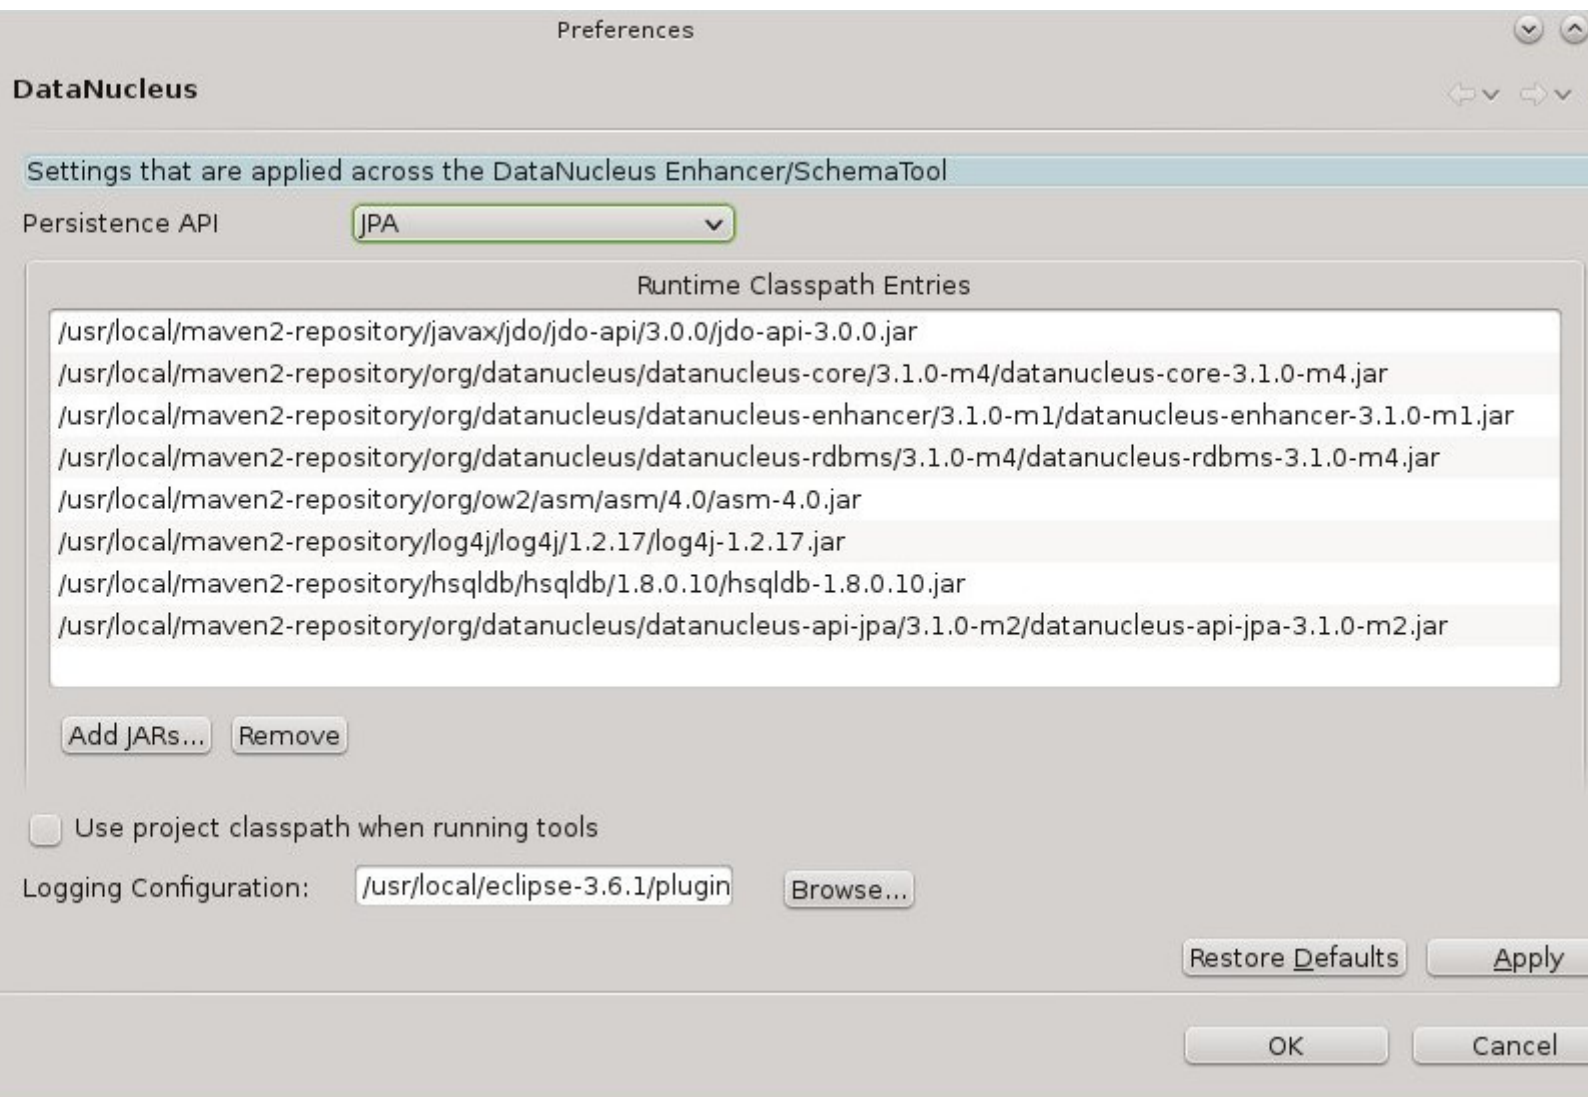 Preferences
DataNucleus
Settings that are applied across the DataNucleus Enhancer/SchemaTool
Persistence API JPA
Runtime Classpath Entries
/usr/local/maven2-repository/javax/jdo/jdo-api/3.0.0/jdo-api-3.0.0.jar
/usr/local/maven2-repository/org/datanucleus/datanucleus-core/3.1.0-m4/datanucleus-core-3.1.0-m4.jar
/usr/local/maven2-repository/org/datanucleus/datanucleus-enhancer/3.1.0-m1/datanucleus-enhancer-3.1.0-m1.jar
/usr/local/maven2-repository/org/datanucleus/datanucleus-rdbms/3.1.0-m4/datanucleus-rdbms-3.1.0-m4.jar
/usr/local/maven2-repository/org/ow2/asm/asm/4.0/asm-4.0.jar
/usr/local/maven2-repository/log4j/log4j/1.2.17/log4j-1.2.17.jar
/usr/local/maven2-repository/hsqldb/hsqldb/1.8.0.10/hsqldb-1.8.0.10.jar
/usr/local/maven2-repository/org/datanucleus/datanucleus-api-jpa/3.1.0-m2/datanucleus-api-jpa-3.1.0-m2.jar
Add JARs... Remove
Use project classpath when running tools
Logging Configuration: /usr/local/eclipse-3.6.1/plugin Browse...
Restore Defaults Apply
OK Cancel